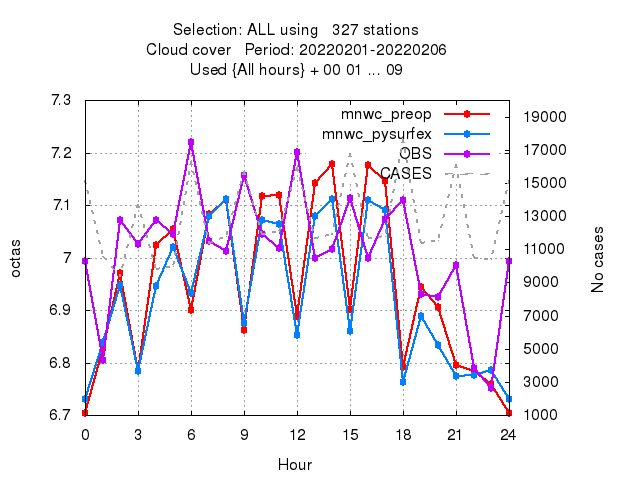 Selection: ALL using   327 stations
Cloud cover   Period: 20220201-20220206
Used {All hours} + 00 01 ... 09
mnwc_preop
mnwc_pysurfex
OBS
CASES
7.3
7.2
7.1
7
6.9
6.8
6.7
octas
19000
17000
15000
13000
11000
9000
7000
5000
3000
1000
No cases
0 3 6 9 12 15 18 21 24
Hour